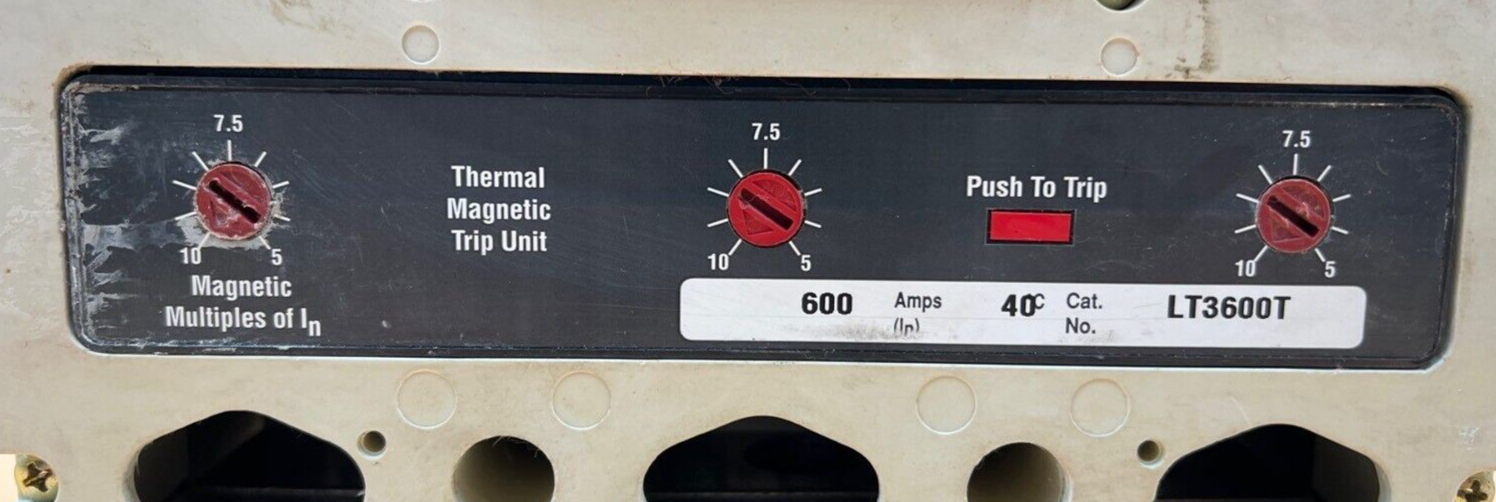 7.5
10 5
Magnetic
Multiples of In
Thermal
Magnetic
Trip Unit
7.5
10 5
Push To Trip
7.5
10 5
600 Amps 40°C Cat. LT3600T
(In) No.